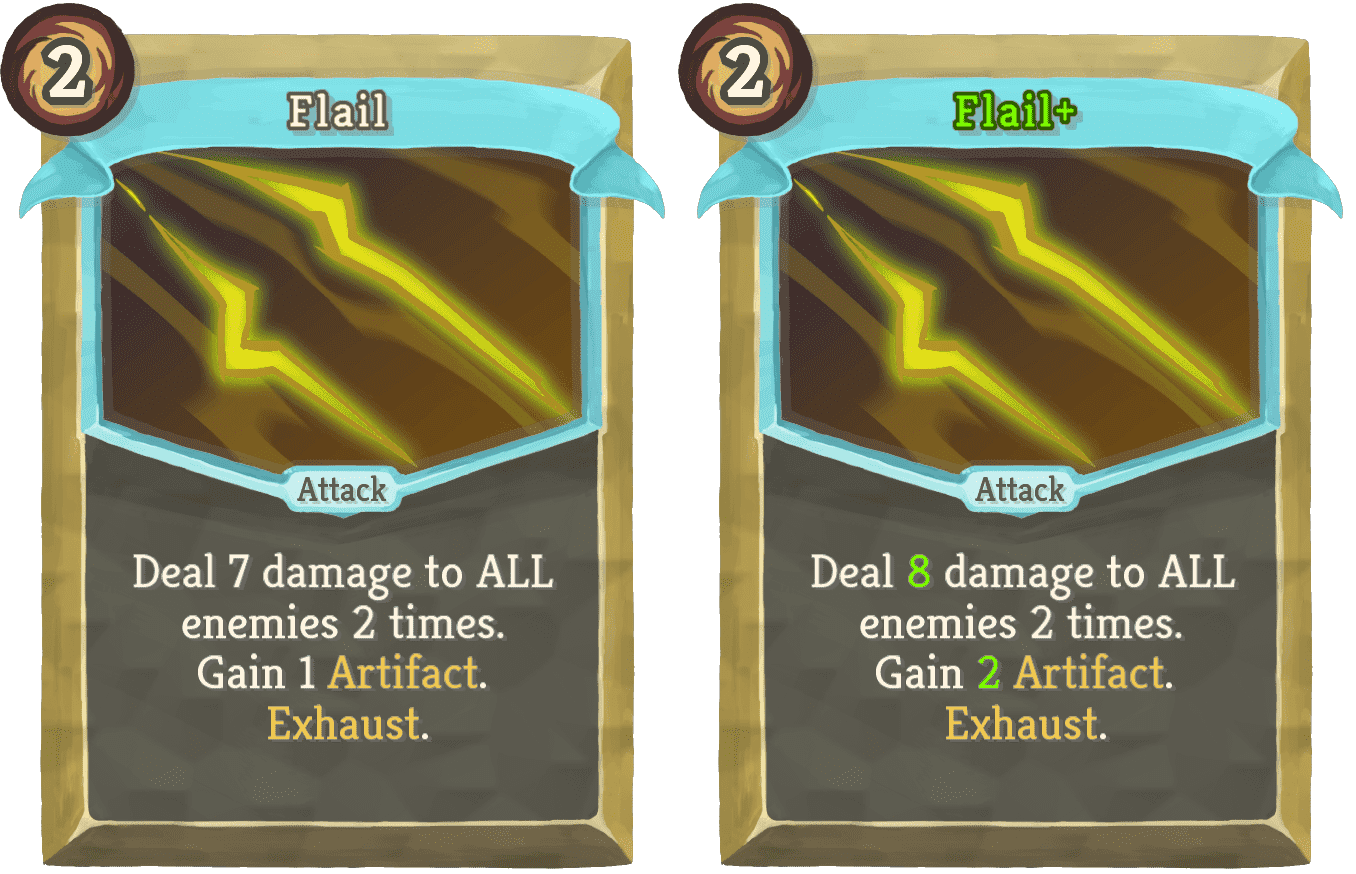 2
Flail
Attack
Deal 7 damage to ALL
enemies 2 times.
Gain 1 Artifact.
Exhaust.
2
Flail+
Attack
Deal 8 damage to ALL
enemies 2 times.
Gain 2 Artifact.
Exhaust.